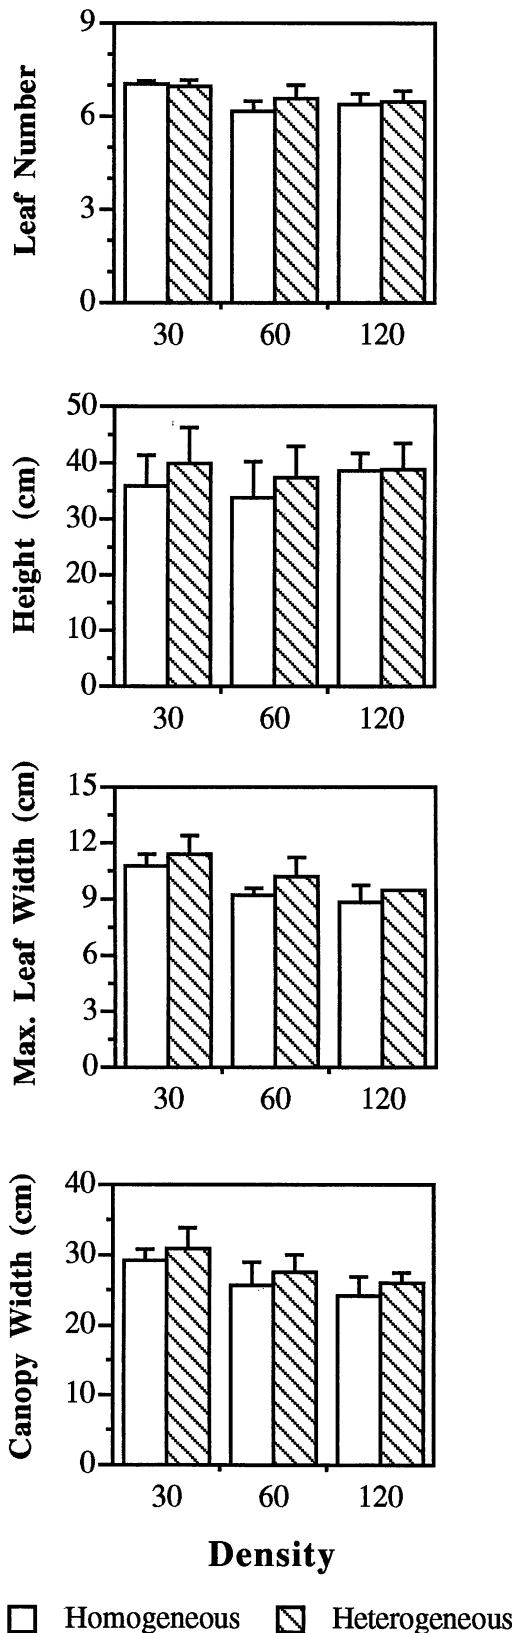 Leaf Number
9
6
3
0
30 60 120
Height (cm)
50
40
30
20
10
0
30 60 120
Max. Leaf Width (cm)
15
12
9
6
3
0
30 60 120
Canopy Width (cm)
40
30
20
10
0
30 60 120
Density
Homogeneous Heterogeneous